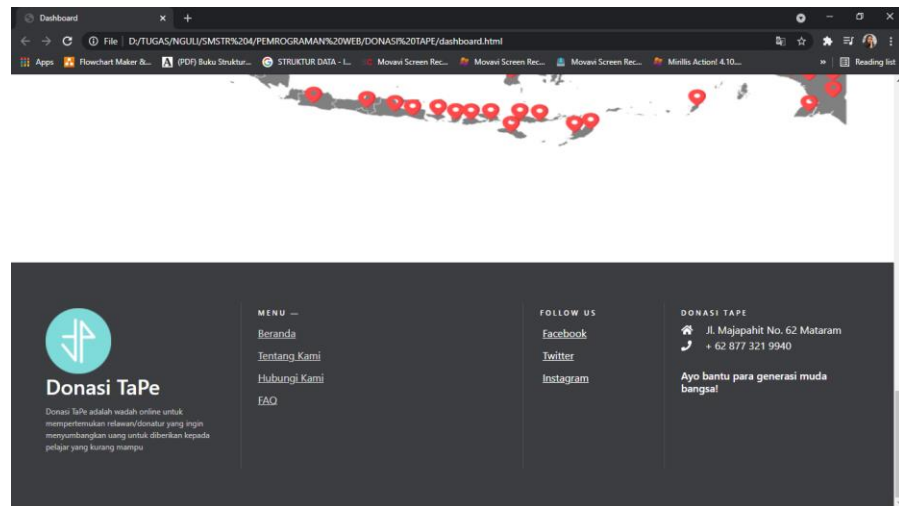 Dashboard
File | D:/TUGAS/NGULI/SMSTR%204/PEMROGRAMAN%20WEB/DONASI%20TAPE/dashboard.html
Apps Flowchart Maker &... (PDF) Buku Struktur... STRUKTUR DATA - L... Movavi Screen Rec... Movavi Screen Rec... Movavi Screen Rec... Mirillis Action! 4.10.... » Reading list
Donasi TaPe
Donasi TaPe adalah wadah online untuk
mempertemukan relawan/donatur yang ingin
menyumbangkan uang untuk diberikan kepada
pelajar yang kurang mampu
MENU —
Beranda
Tentang Kami
Hubungi Kami
FAQ
FOLLOW US
Facebook
Twitter
Instagram
DONASI TAPE
Jl. Majapahit No. 62 Mataram
+ 62 877 321 9940
Ayo bantu para generasi muda
bangsa!